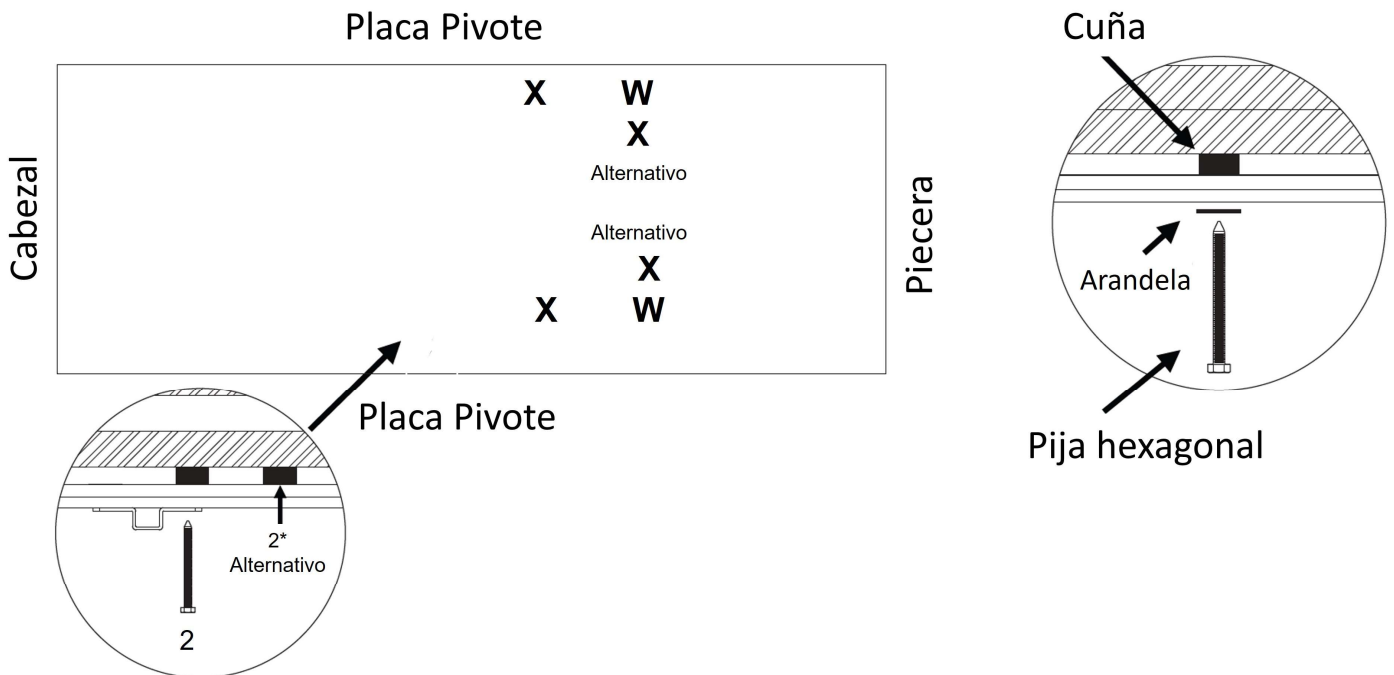 Placa Pivote
Cuña
X W
X
Alternativo
Alternativo
X
X W
Cabezal
Piecera
Arandela
Placa Pivote
Pija hexagonal
2*
Alternativo
2